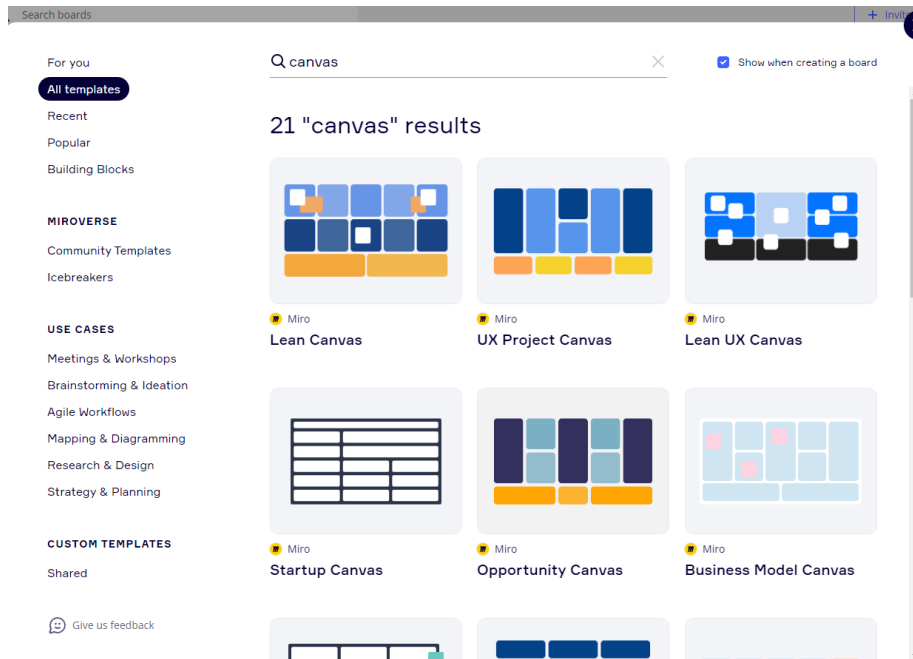 Search boards
+ Invite
For you
All templates
Recent
Popular
Building Blocks
MIROVERSE
Community Templates
Icebreakers
USE CASES
Meetings & Workshops
Brainstorming & Ideation
Agile Workflows
Mapping & Diagramming
Research & Design
Strategy & Planning
CUSTOM TEMPLATES
Shared
Give us feedback
canvas
Show when creating a board
21 "canvas" results
Miro
Lean Canvas
Miro
UX Project Canvas
Miro
Lean UX Canvas
Miro
Startup Canvas
Miro
Opportunity Canvas
Miro
Business Model Canvas